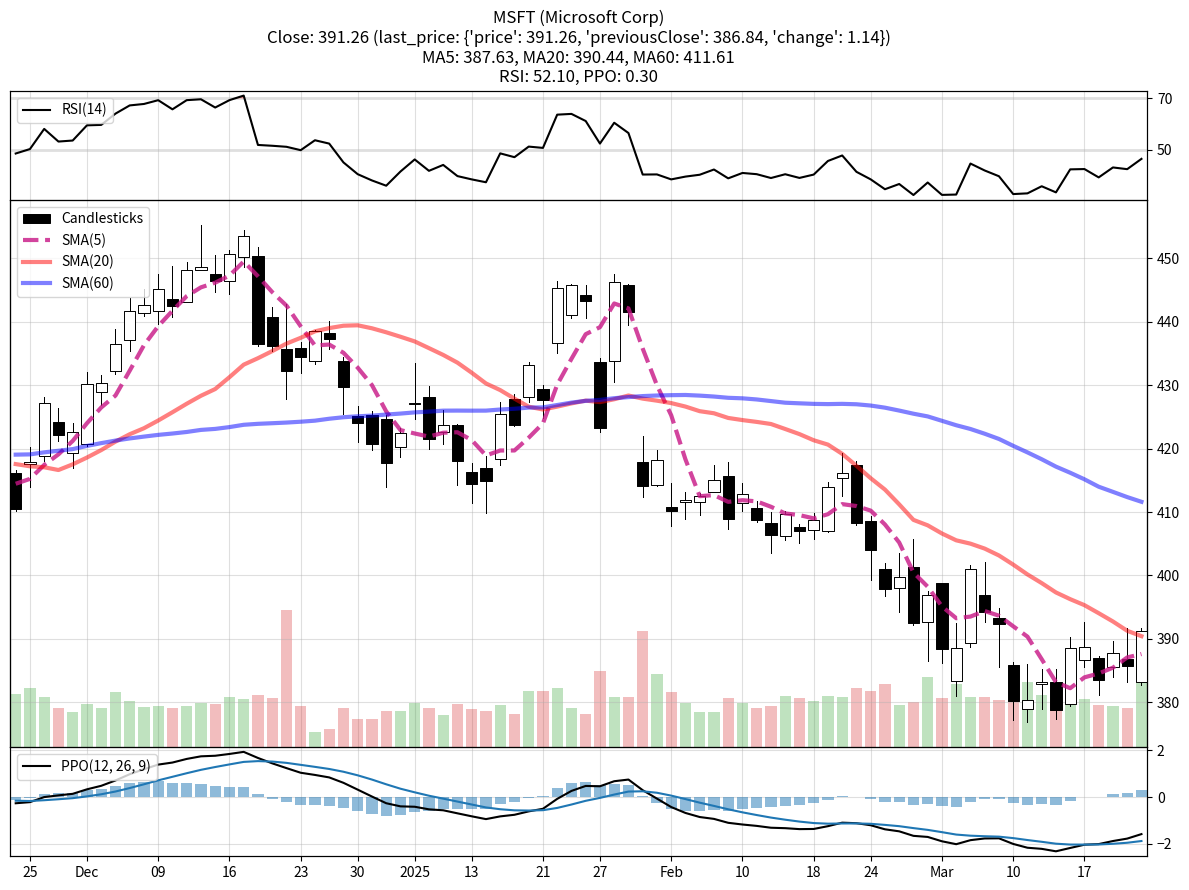 MSFT (Microsoft Corp)
Close: 391.26 (last_price: {'price': 391.26, 'previousClose': 386.84, 'change': 1.14})
MA5: 387.63, MA20: 390.44, MA60: 411.61
RSI: 52.10, PPO: 0.30
RSI(14)
70
50
Candlesticks
SMA(5)
SMA(20)
SMA(60)
450
440
430
420
410
400
390
380
PPO(12, 26, 9)
2
0
−2
25 Dec 09 16 23 30 2025 13 21 27 Feb 10 18 24 Mar 10 17